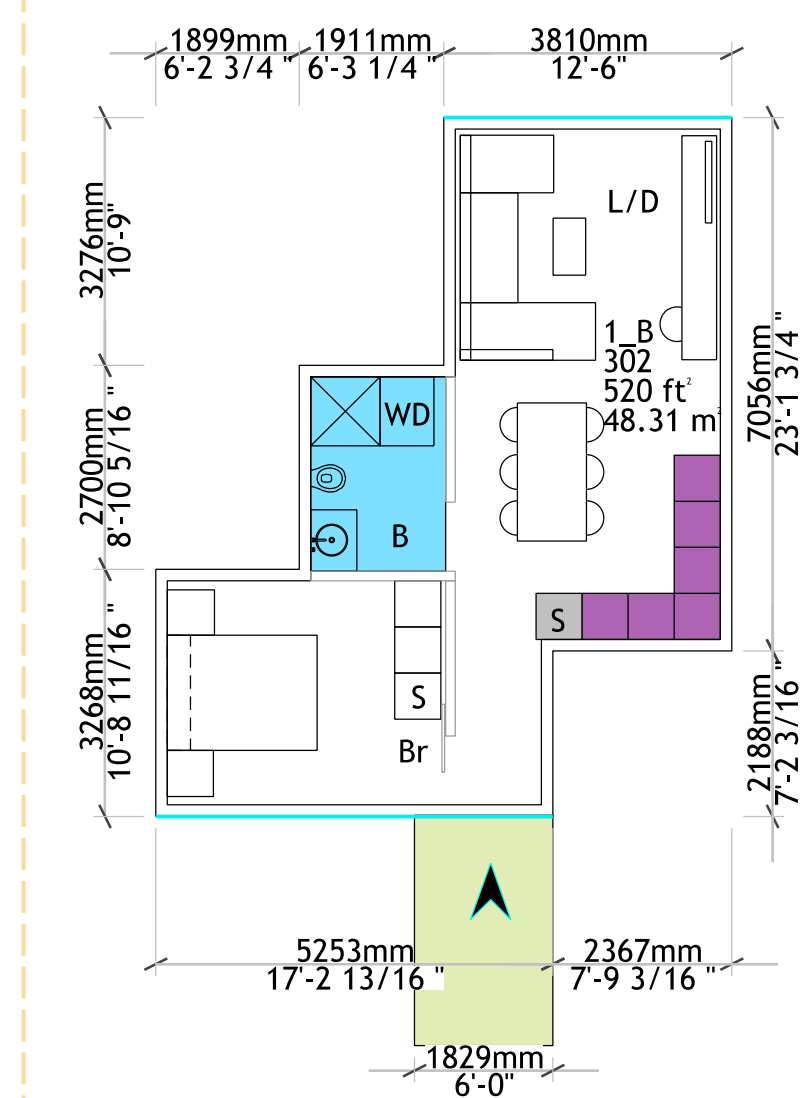 1899mm
6'-2 3/4 "
1911mm
6'-3 1/4 "
3810mm
12'-6"
3276mm
10'-9"
L/D
1_B
302
520 ft²
48.31 m²
7056mm
23'-1 3/4 "
2700mm
8'-10 5/16 "
WD
B
S
3268mm
10'-8 11/16 "
S
Br
2188mm
7'-2 3/16 "
5253mm
17'-2 13/16 "
2367mm
7'-9 3/16 "
1829mm
6'-0"